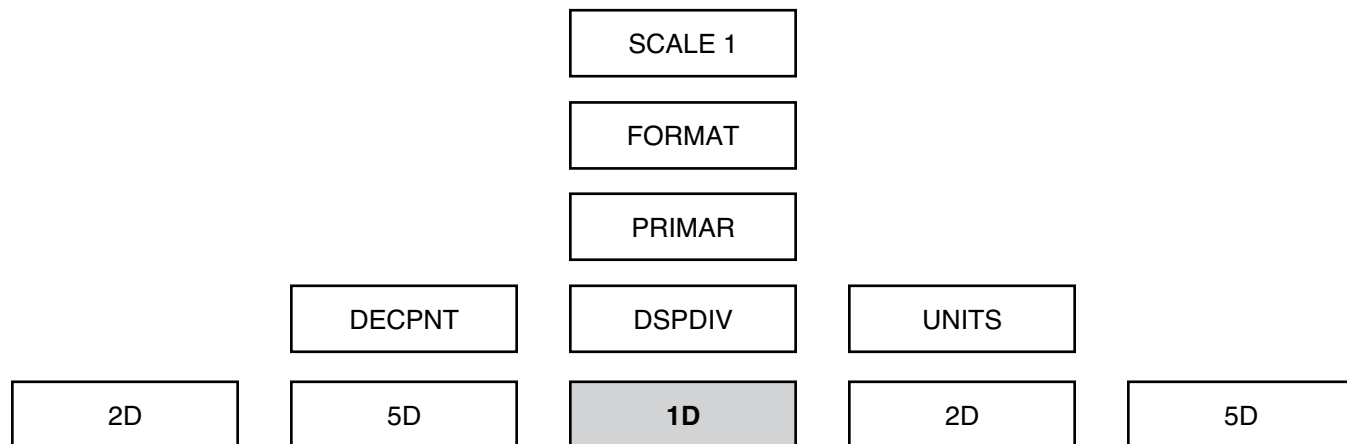 SCALE 1
FORMAT
PRIMAR
DECPNT DSPDIV UNITS
2D 5D 1D 2D 5D